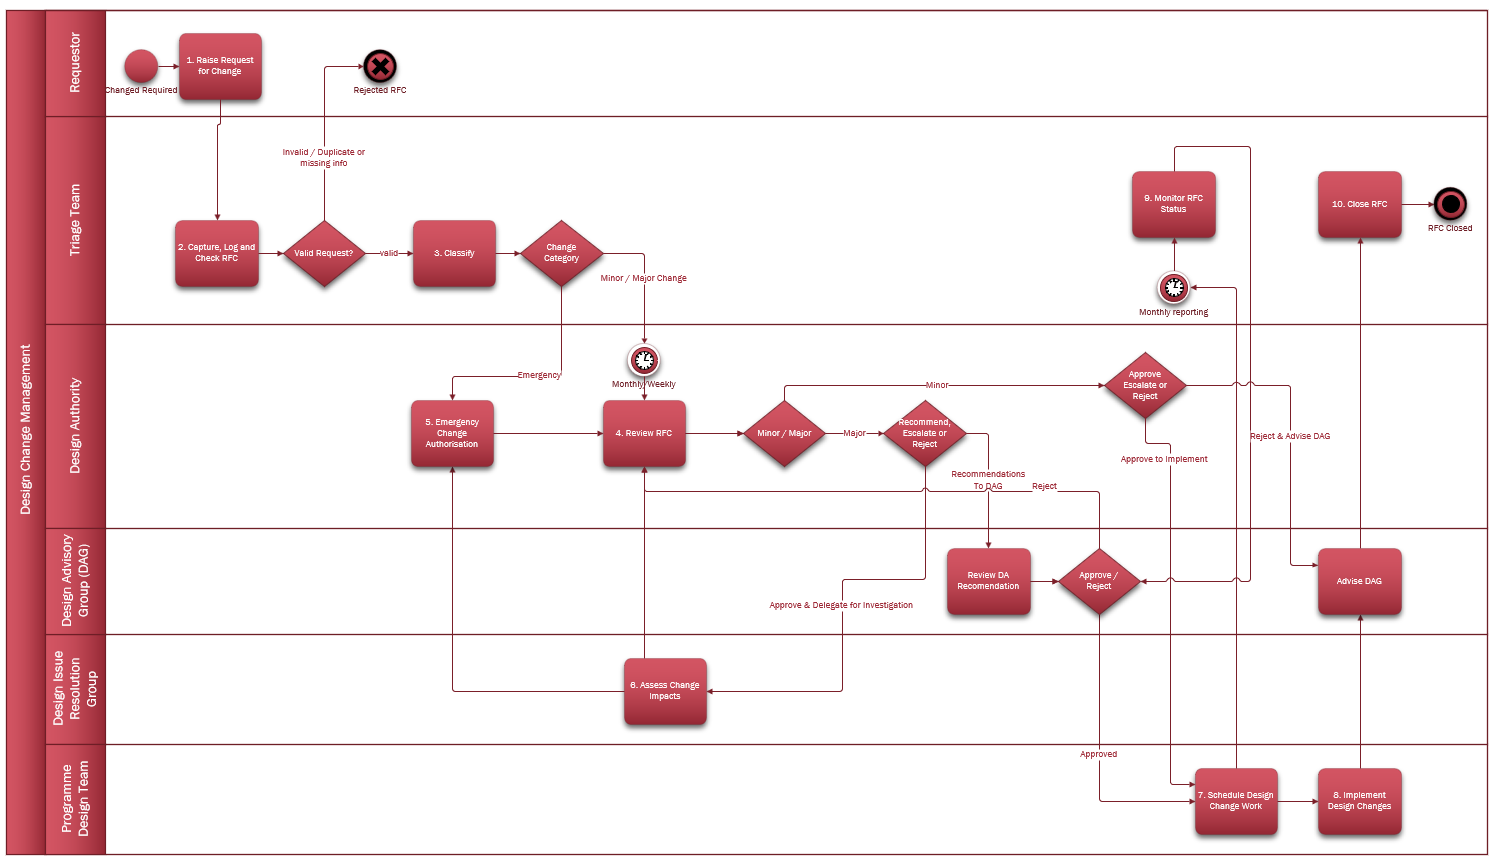 Design Change Management
Requestor
Changed Required
1. Raise Request
for Change
Rejected RFC
Triage Team
Invalid / Duplicate or
missing info
2. Capture, Log and
Check RFC
Valid Request?
valid
3. Classify
Change
Category
Minor / Major Change
9. Monitor RFC
Status
Monthly reporting
10. Close RFC
RFC Closed
Design Authority
Emergency
Monthly/Weekly
5. Emergency
Change
Authorisation
4. Review RFC
Minor / Major
Minor
Major
Recommend,
Escalate or
Reject
Approve
Escalate or
Reject
Recommendations
To DAG
Reject
Approve to Implement
Reject & Advise DAG
Design Advisory
Group (DAG)
Review DA
Recomendation
Approve /
Reject
Advise DAG
Approve & Delegate for Investigation
Design Issue
Resolution
Group
6. Assess Change
Impacts
Programme
Design Team
Approved
7. Schedule Design
Change Work
8. Implement
Design Changes